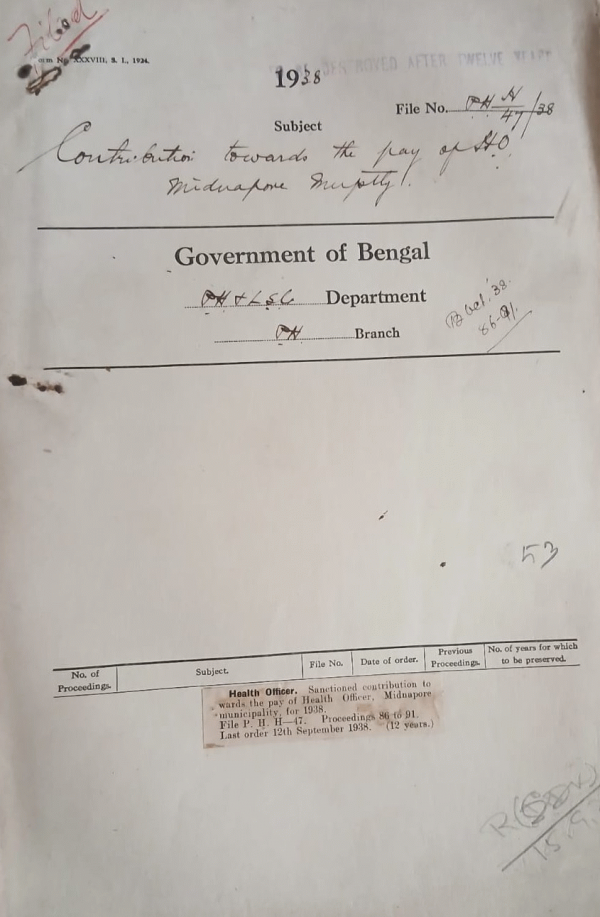 Filed
Form No. XXXVIII, S. I., 1924.
DESTROYED AFTER TWELVE YEARS
1938
File No. PH H/47/38
Subject
Contribution towards the pay of HO
Midnapore Muptly.
Government of Bengal
PH & LSG Department
PH Branch
B Oct. '38.
86-91.
53
No. of Proceedings. Subject. File No. Date of order. Previous Proceedings. No. of years for which to be preserved.
Health Officer. Sanctioned contribution to
wards the pay of Health Officer, Midnapore
municipality, for 1938.
File P. H. H—47. Proceedings 86 to 91.
Last order 12th September 1938. (12 years.)